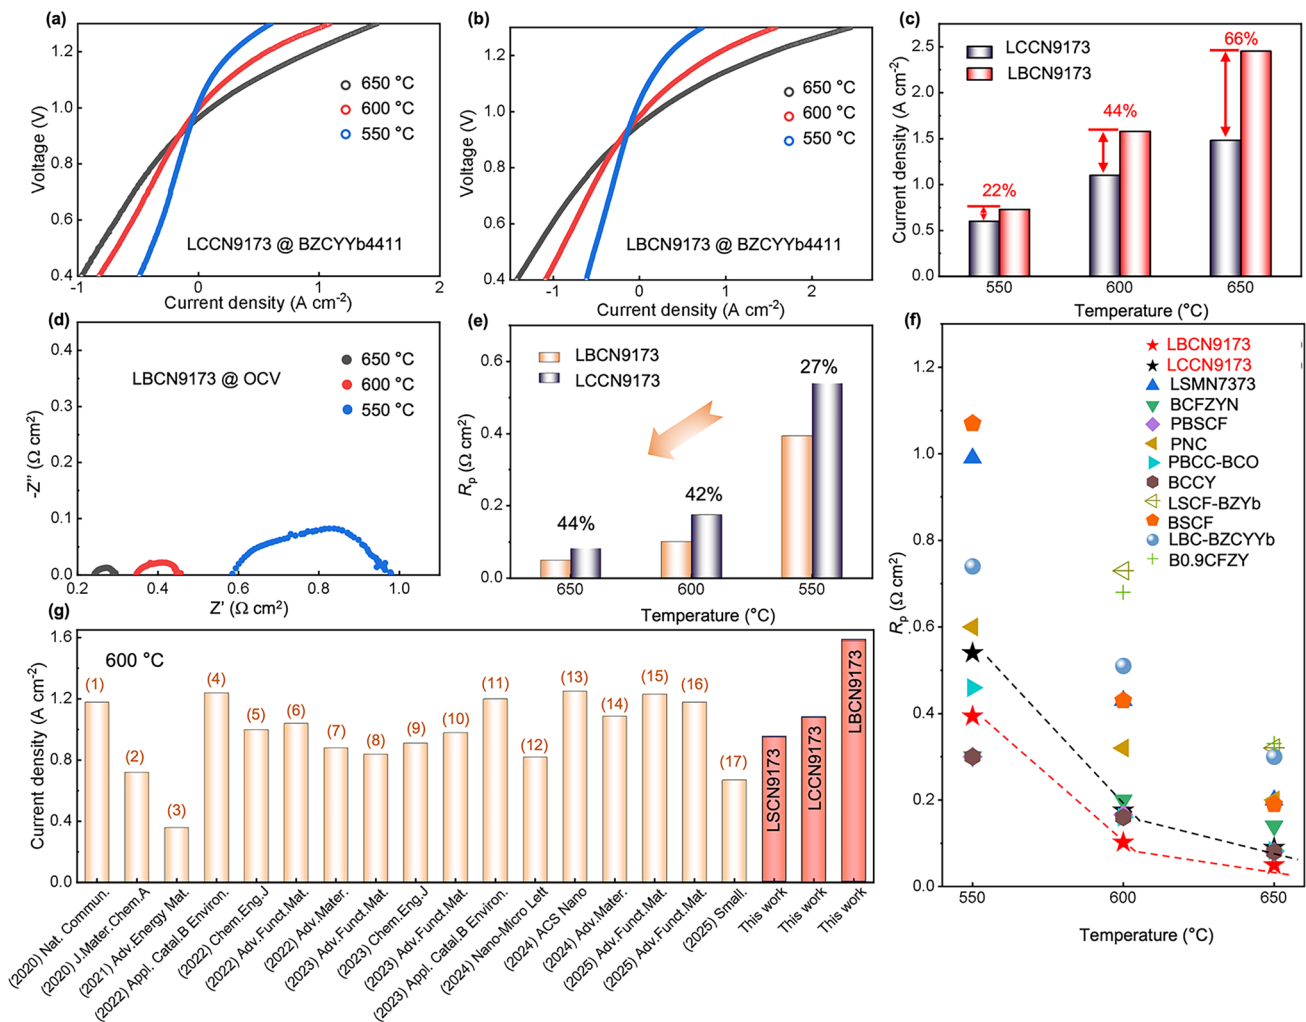 (a)
1.2
1.0
0.8
0.6
0.4
Voltage (V)
650 °C
600 °C
550 °C
LCCN9173 @ BZCYYb4411
-1
0
1
2
Current density (A cm-2)
(b)
1.2
1.0
0.8
0.6
0.4
Voltage (V)
650 °C
600 °C
550 °C
LBCN9173 @ BZCYYb4411
-1
0
1
2
Current density (A cm-2)
(c)
2.5
2.0
1.5
1.0
0.5
0.0
Current density (A cm-2)
LCCN9173
LBCN9173
22%
44%
66%
550
600
650
Temperature (°C)
(d)
0.4
0.3
0.2
0.1
0.0
-Z" (Ω cm2)
LBCN9173 @ OCV
650 °C
600 °C
550 °C
0.2
0.4
0.6
0.8
1.0
Z' (Ω cm2)
(e)
0.6
0.4
0.2
0.0
Rp (Ω cm2)
LBCN9173
LCCN9173
44%
42%
27%
650
600
550
Temperature (°C)
(f)
1.2
1.0
0.8
0.6
0.4
0.2
0.0
Rp (Ω cm2)
LBCN9173
LCCN9173
LSMN7373
BCFZYN
PBSCF
PNC
PBCC-BCO
BCCY
LSCF-BZYb
BSCF
LBC-BZCYYb
B0.9CFZY
550
600
650
Temperature (°C)
(g)
1.6
1.2
0.8
0.4
0.0
Current density (A cm-2)
600 °C
(1)
(2)
(3)
(4)
(5)
(6)
(7)
(8)
(9)
(10)
(11)
(12)
(13)
(14)
(15)
(16)
(17)
LSCN9173
LCCN9173
LBCN9173
(2020) Nat. Commun.
(2020) J.Mater.Chem.A
(2021) Adv.Energy Mat.
(2022) Appl. Catal.B Environ.
(2022) Chem.Eng.J
(2022) Adv.Funct.Mat.
(2022) Adv.Mater.
(2023) Adv.Funct.Mat.
(2023) Chem.Eng.J
(2023) Adv.Funct.Mat.
(2023) Appl. Catal.B Environ.
(2024) Nano-Micro Lett
(2024) ACS Nano
(2024) Adv.Mater.
(2025) Adv.Funct.Mat.
(2025) Adv.Funct.Mat.
(2025) Small.
This work
This work
This work